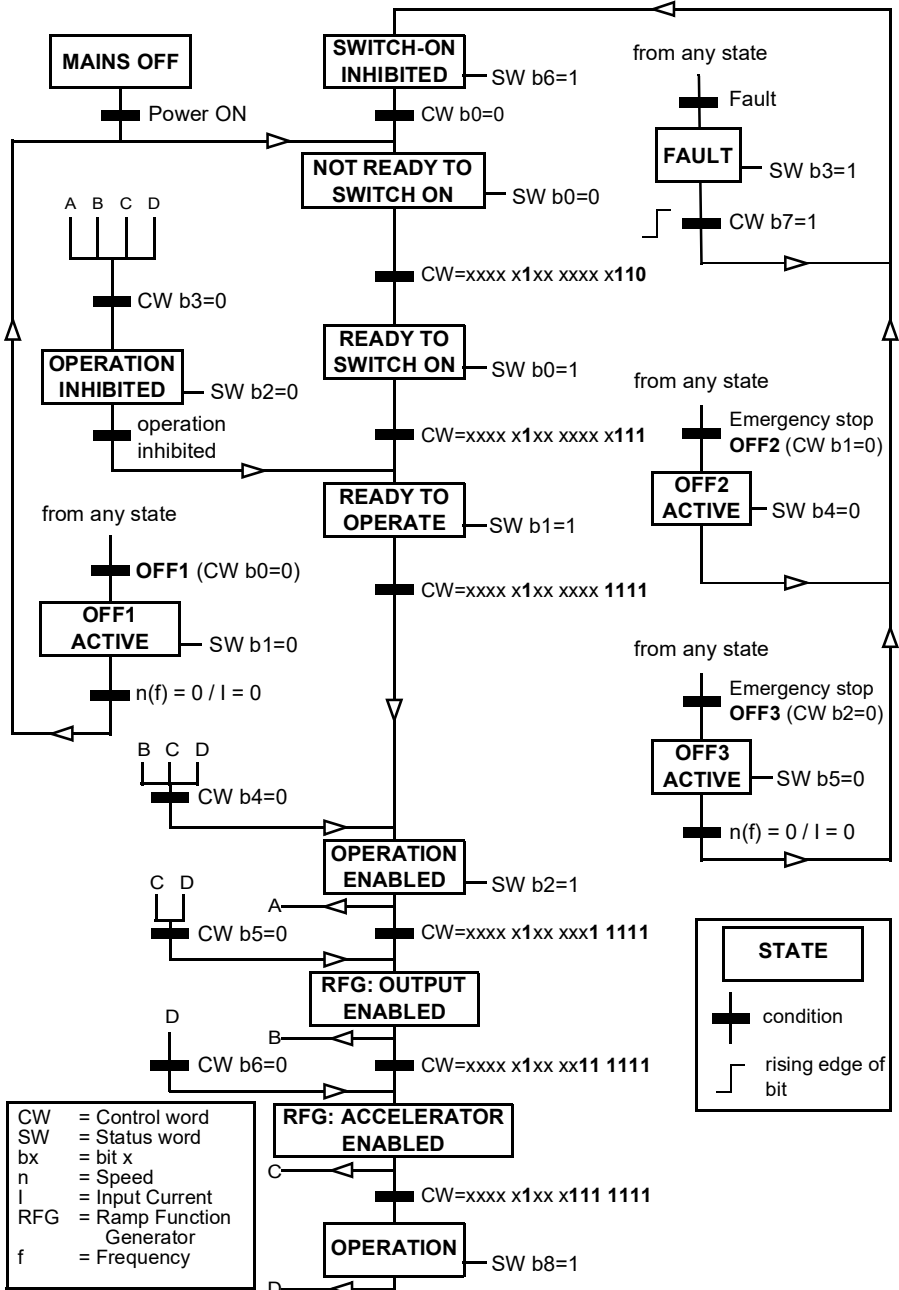 MAINS OFF
Power ON
SWITCH-ON
INHIBITED
SW b6=1
CW b0=0
from any state
Fault
FAULT
SW b3=1
CW b7=1
NOT READY TO
SWITCH ON
SW b0=0
A B C D
CW b3=0
CW=xxxx x1xx xxxx x110
OPERATION
INHIBITED
SW b2=0
operation
inhibited
READY TO
SWITCH ON
SW b0=1
CW=xxxx x1xx xxxx x111
from any state
Emergency stop
OFF2 (CW b1=0)
OFF2
ACTIVE
SW b4=0
READY TO
OPERATE
SW b1=1
from any state
OFF1 (CW b0=0)
OFF1
ACTIVE
SW b1=0
n(f) = 0 / I = 0
CW=xxxx x1xx xxxx 1111
from any state
Emergency stop
OFF3 (CW b2=0)
OFF3
ACTIVE
SW b5=0
n(f) = 0 / I = 0
B C D
CW b4=0
OPERATION
ENABLED
SW b2=1
A
C D
CW b5=0
CW=xxxx x1xx xxx1 1111
RFG: OUTPUT
ENABLED
B
D
CW b6=0
CW=xxxx x1xx xx11 1111
RFG: ACCELERATOR
ENABLED
C
CW=xxxx x1xx x111 1111
OPERATION
SW b8=1
D
STATE
condition
rising edge of
bit
CW = Control word
SW = Status word
bx = bit x
n = Speed
I = Input Current
RFG = Ramp Function
Generator
f = Frequency